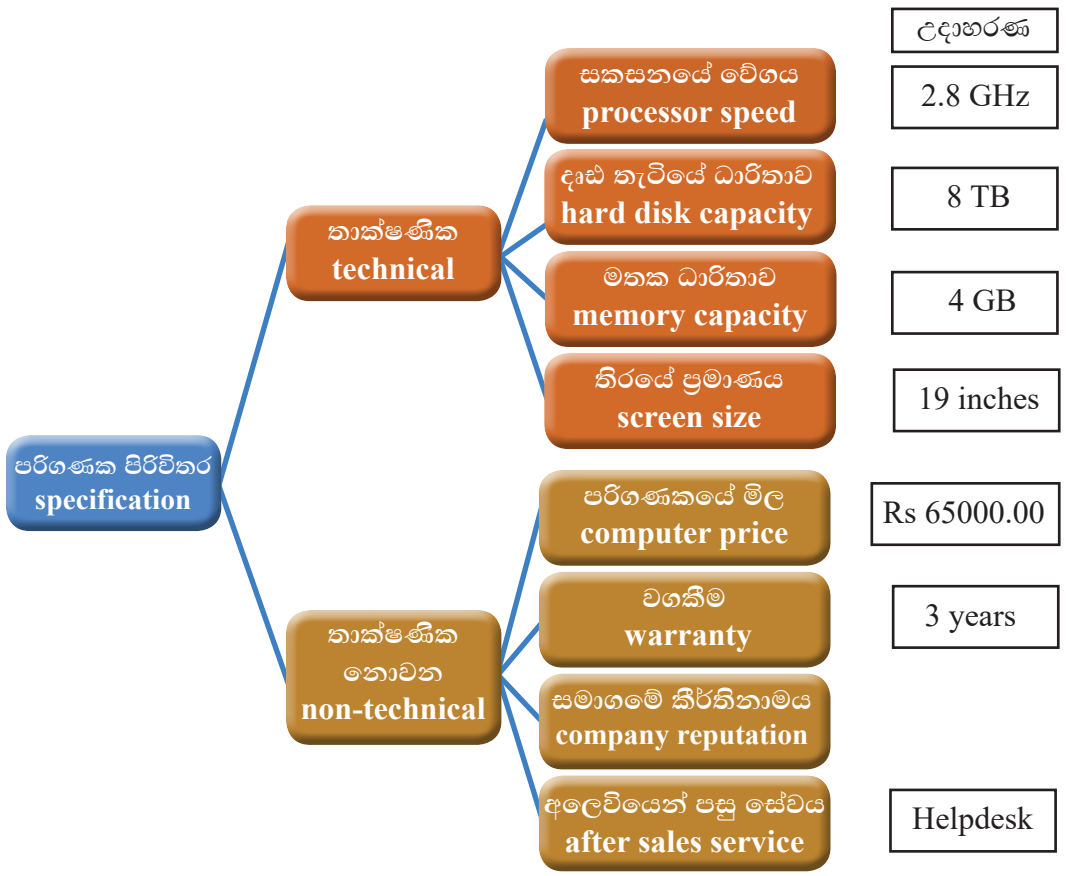 උදාහරණ
සකසනයේ වේගය
processor speed
2.8 GHz
දෘඪ තැටියේ ධාරිතාව
hard disk capacity
8 TB
තාක්ෂණික
technical
මතක ධාරිතාව
memory capacity
4 GB
තිරයේ ප්‍රමාණය
screen size
19 inches
පරිගණක පිරිවිතර
specification
පරිගණකයේ මිල
computer price
Rs 65000.00
වගකීම
warranty
3 years
තාක්ෂණික
නොවන
non-technical
සමාගමේ කීර්තිනාමය
company reputation
අලෙවියෙන් පසු සේවය
after sales service
Helpdesk